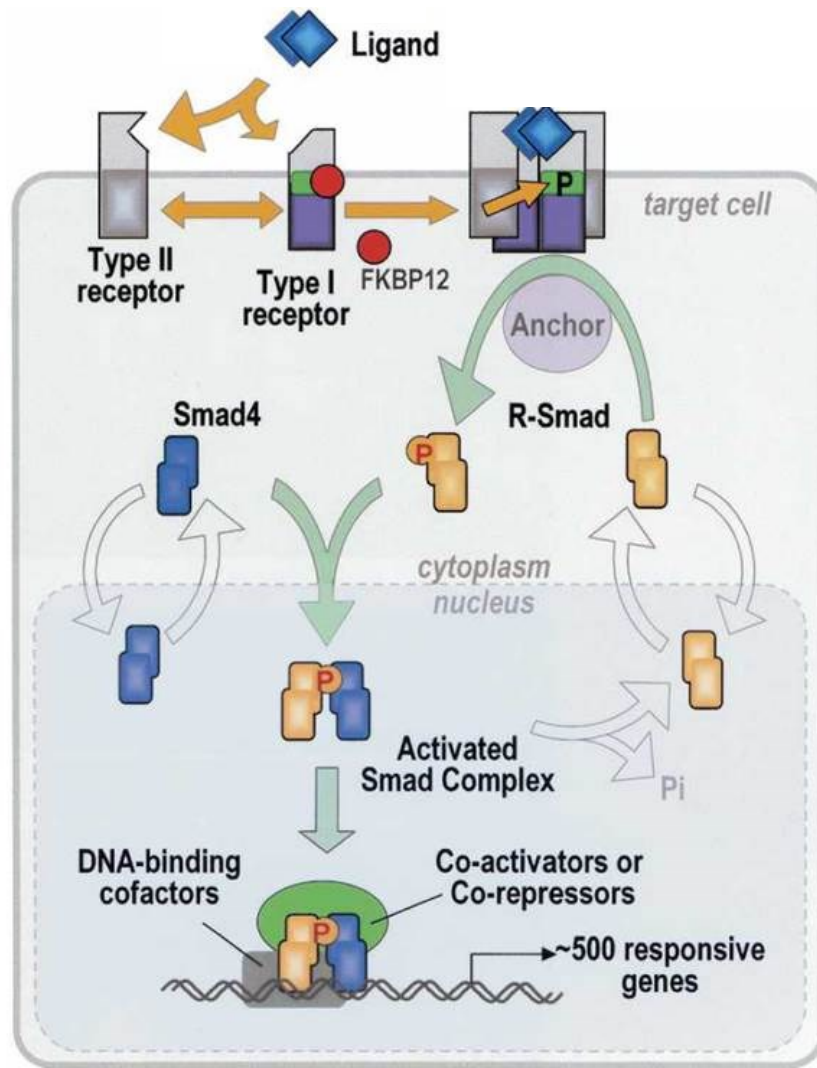 Ligand
target cell
P
Type II
receptor
Type I
receptor
FKBP12
Anchor
Smad4
R-Smad
P
cytoplasm
nucleus
P
Activated
Smad Complex
Pi
DNA-binding
cofactors
Co-activators or
Co-repressors
P
~500 responsive
genes